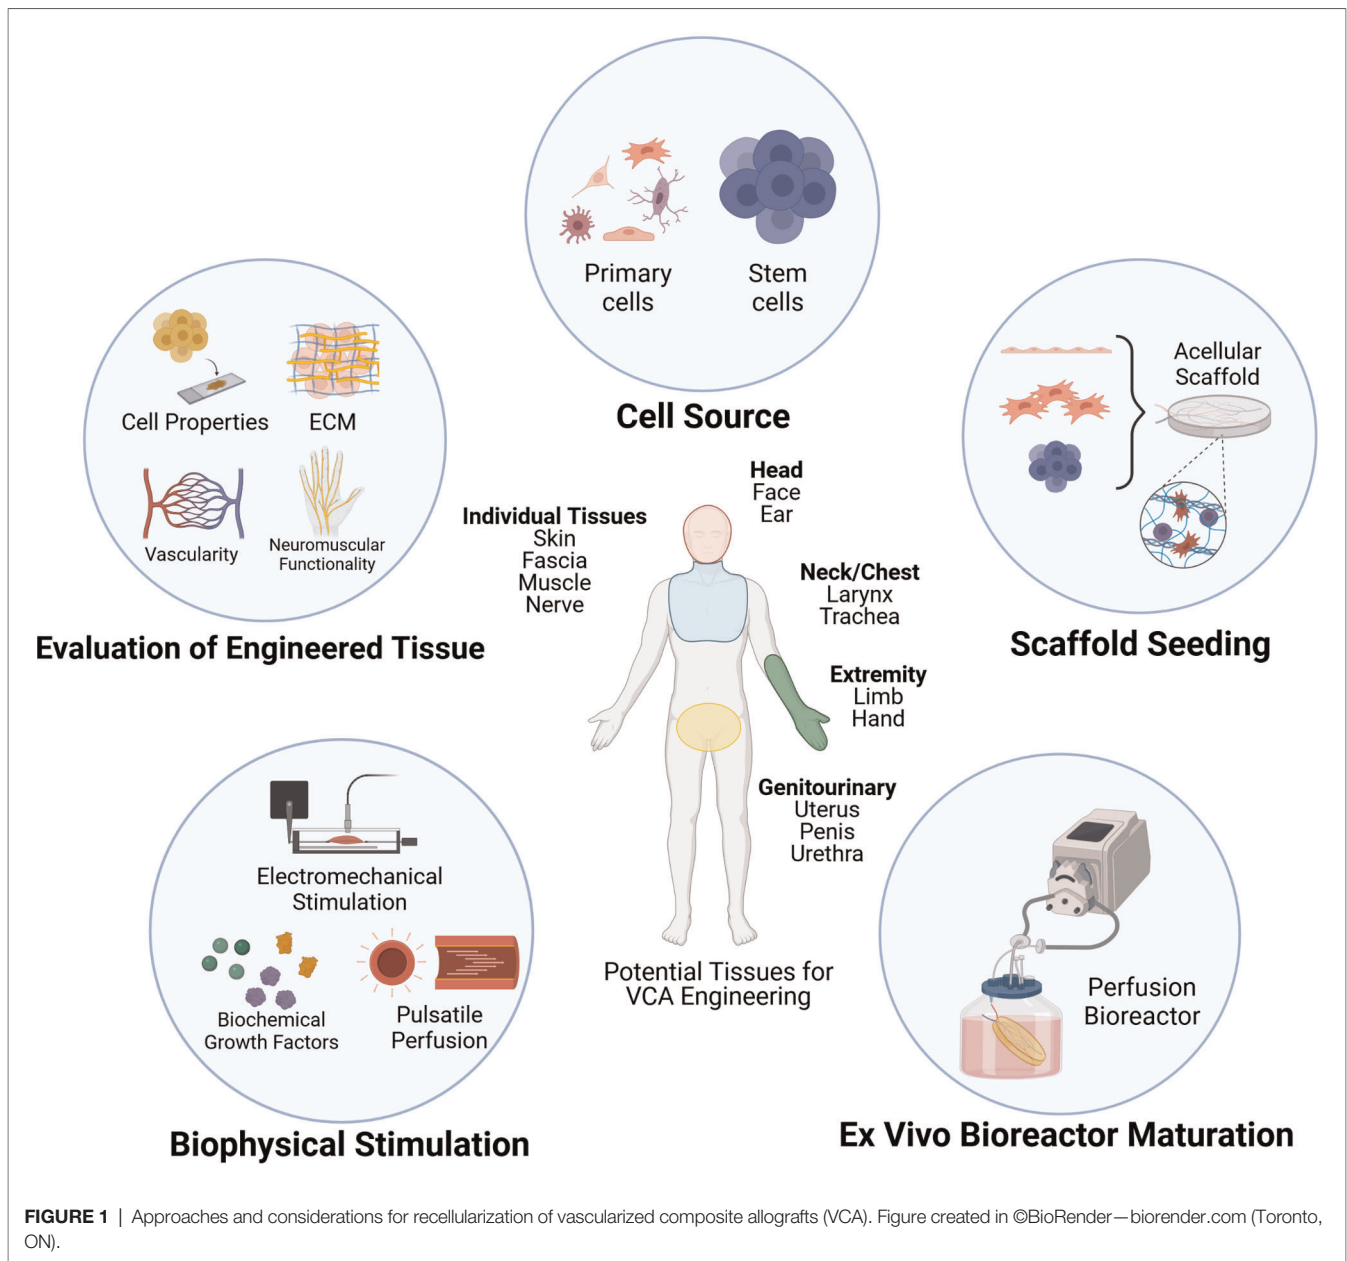 Primary
cells
Stem
cells
Cell Source
Cell Properties
ECM
Vascularity
Neuromuscular
Functionality
Evaluation of Engineered Tissue
Acellular
Scaffold
Scaffold Seeding
Individual Tissues
Skin
Fascia
Muscle
Nerve
Head
Face
Ear
Neck/Chest
Larynx
Trachea
Extremity
Limb
Hand
Genitourinary
Uterus
Penis
Urethra
Potential Tissues for
VCA Engineering
Electromechanical
Stimulation
Biochemical
Growth Factors
Pulsatile
Perfusion
Biophysical Stimulation
Perfusion
Bioreactor
Ex Vivo Bioreactor Maturation
FIGURE 1 | Approaches and considerations for recellularization of vascularized composite allografts (VCA). Figure created in ©BioRender—biorender.com (Toronto,
ON).